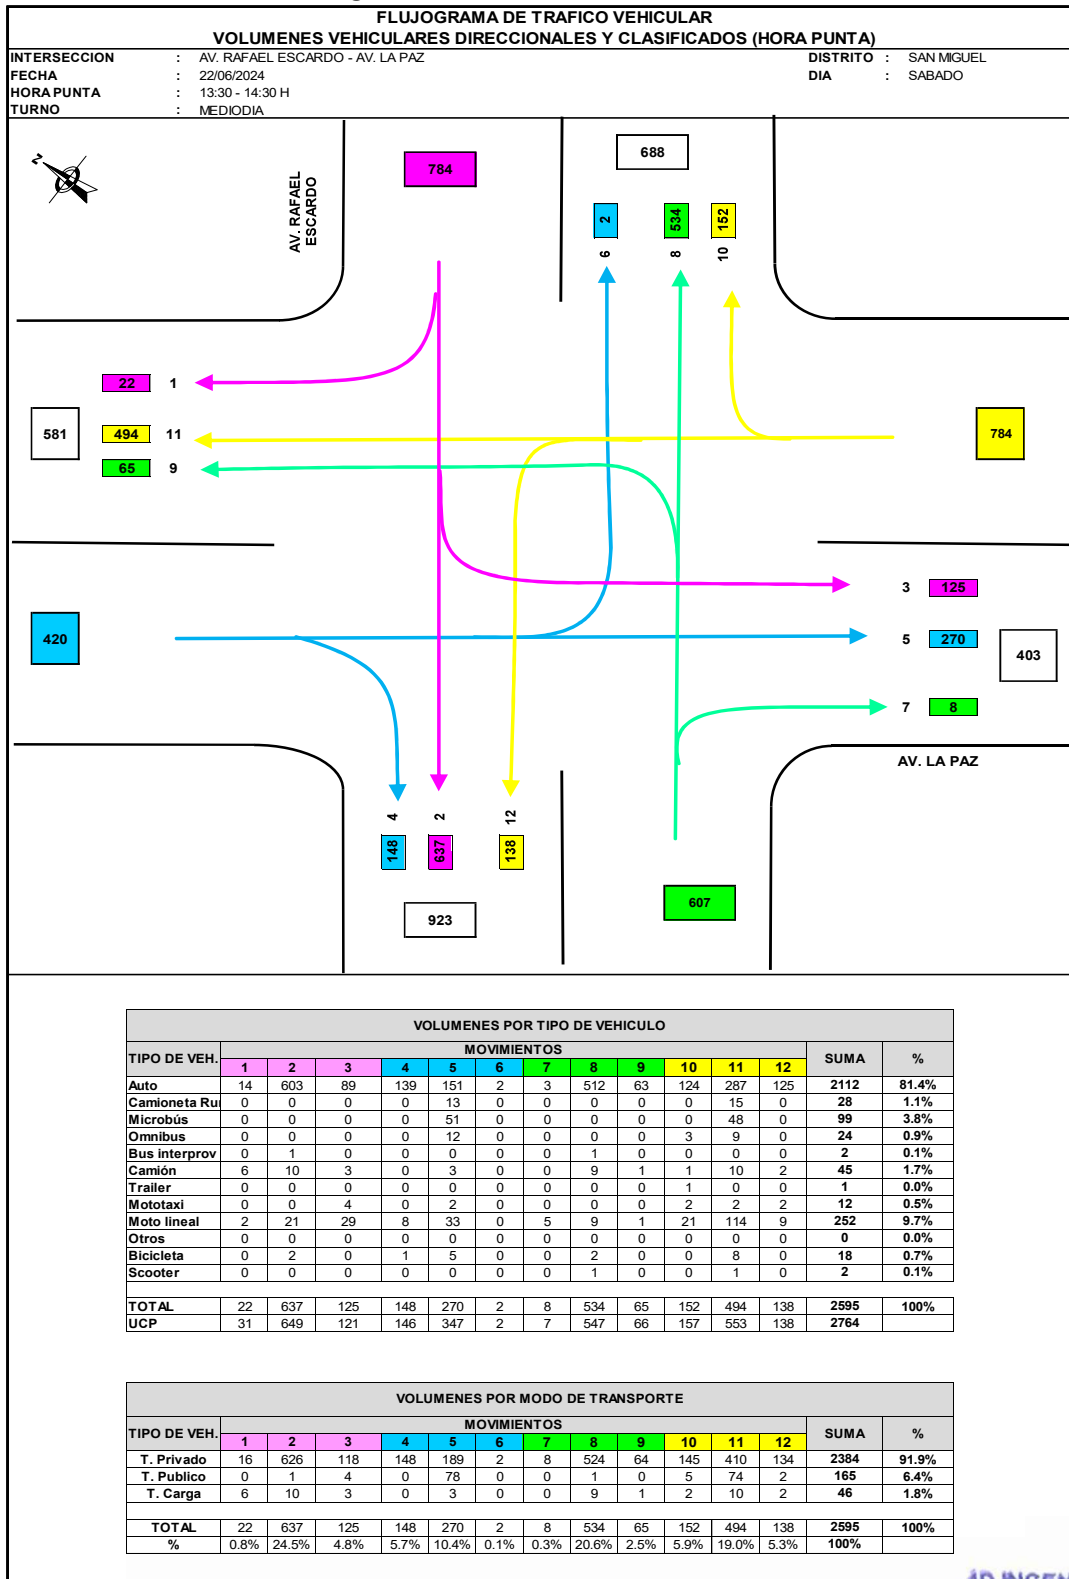 FLUJOGRAMA DE TRAFICO VEHICULAR
VOLUMENES VEHICULARES DIRECCIONALES Y CLASIFICADOS (HORA PUNTA)
INTERSECCION : AV. RAFAEL ESCARDO - AV. LA PAZ DISTRITO : SAN MIGUEL
FECHA : 22/06/2024 DIA : SABADO
HORA PUNTA : 13:30 - 14:30 H
TURNO : MEDIODIA
N
AV. RAFAEL
ESCARDO
784
688
2
534
152
6
8
10
22 1
581
494 11
65 9
784
3 125
420
5 270
403
7 8
AV. LA PAZ
4
2
12
148
637
138
923
607
VOLUMENES POR TIPO DE VEHICULO
TIPO DE VEH. MOVIMIENTOS SUMA %
1 2 3 4 5 6 7 8 9 10 11 12
Auto 14 603 89 139 151 2 3 512 63 124 287 125 2112 81.4%
Camioneta Rur 0 0 0 0 13 0 0 0 0 0 15 0 28 1.1%
Microbús 0 0 0 0 51 0 0 0 0 0 48 0 99 3.8%
Omnibus 0 0 0 0 12 0 0 0 0 3 9 0 24 0.9%
Bus interprov 0 1 0 0 0 0 0 1 0 0 0 0 2 0.1%
Camión 6 10 3 0 3 0 0 9 1 1 10 2 45 1.7%
Trailer 0 0 0 0 0 0 0 0 0 1 0 0 1 0.0%
Mototaxi 0 0 4 0 2 0 0 0 0 2 2 2 12 0.5%
Moto lineal 2 21 29 8 33 0 5 9 1 21 114 9 252 9.7%
Otros 0 0 0 0 0 0 0 0 0 0 0 0 0 0.0%
Bicicleta 0 2 0 1 5 0 0 2 0 0 8 0 18 0.7%
Scooter 0 0 0 0 0 0 0 1 0 0 1 0 2 0.1%
TOTAL 22 637 125 148 270 2 8 534 65 152 494 138 2595 100%
UCP 31 649 121 146 347 2 7 547 66 157 553 138 2764
VOLUMENES POR MODO DE TRANSPORTE
TIPO DE VEH. MOVIMIENTOS SUMA %
1 2 3 4 5 6 7 8 9 10 11 12
T. Privado 16 626 118 148 189 2 8 524 64 145 410 134 2384 91.9%
T. Publico 0 1 4 0 78 0 0 1 0 5 74 2 165 6.4%
T. Carga 6 10 3 0 3 0 0 9 1 2 10 2 46 1.8%
TOTAL 22 637 125 148 270 2 8 534 65 152 494 138 2595 100%
% 0.8% 24.5% 4.8% 5.7% 10.4% 0.1% 0.3% 20.6% 2.5% 5.9% 19.0% 5.3% 100%